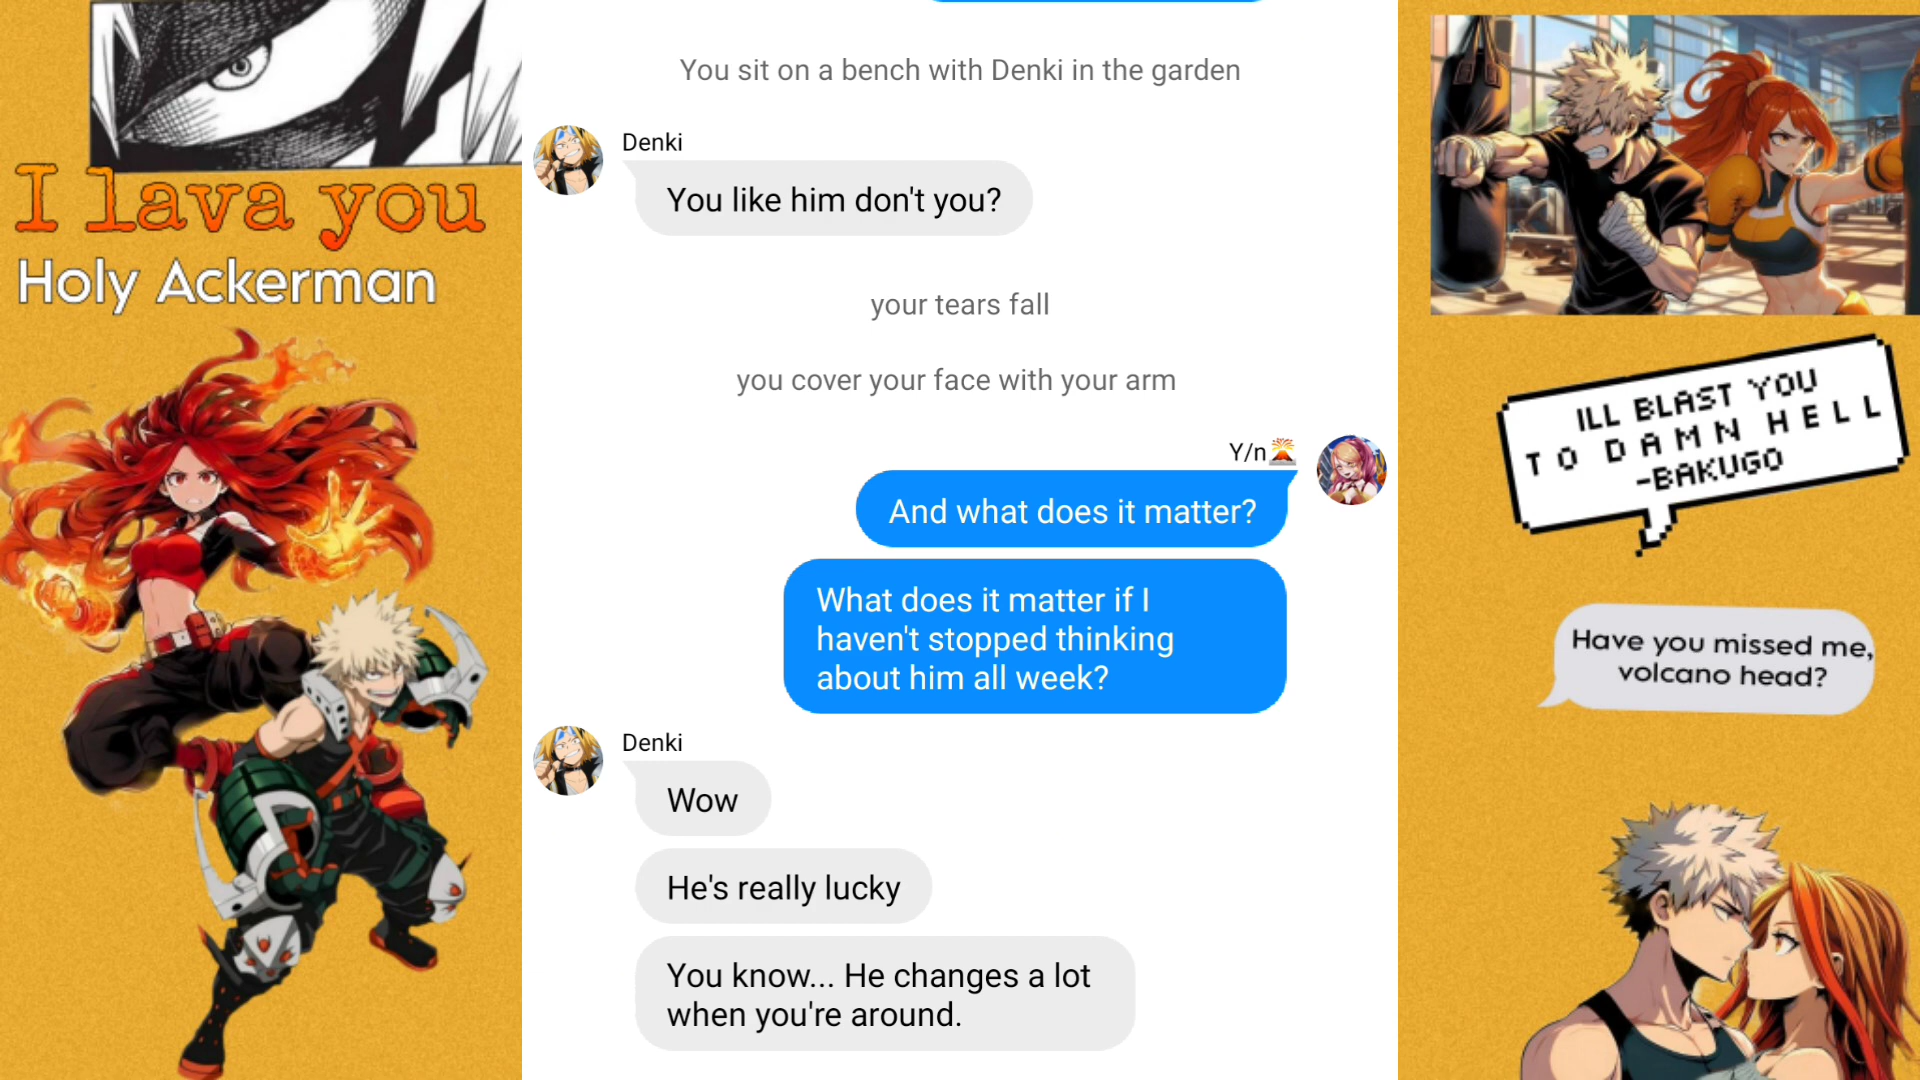 I lava you
Holy Ackerman
You sit on a bench with Denki in the garden
Denki
You like him don't you?
your tears fall
you cover your face with your arm
Y/n🌋
And what does it matter?
What does it matter if I
haven't stopped thinking
about him all week?
Denki
Wow
He's really lucky
You know... He changes a lot
when you're around.
ILL BLAST YOU
TO DAMN HELL
-BAKUGO
Have you missed me,
volcano head?